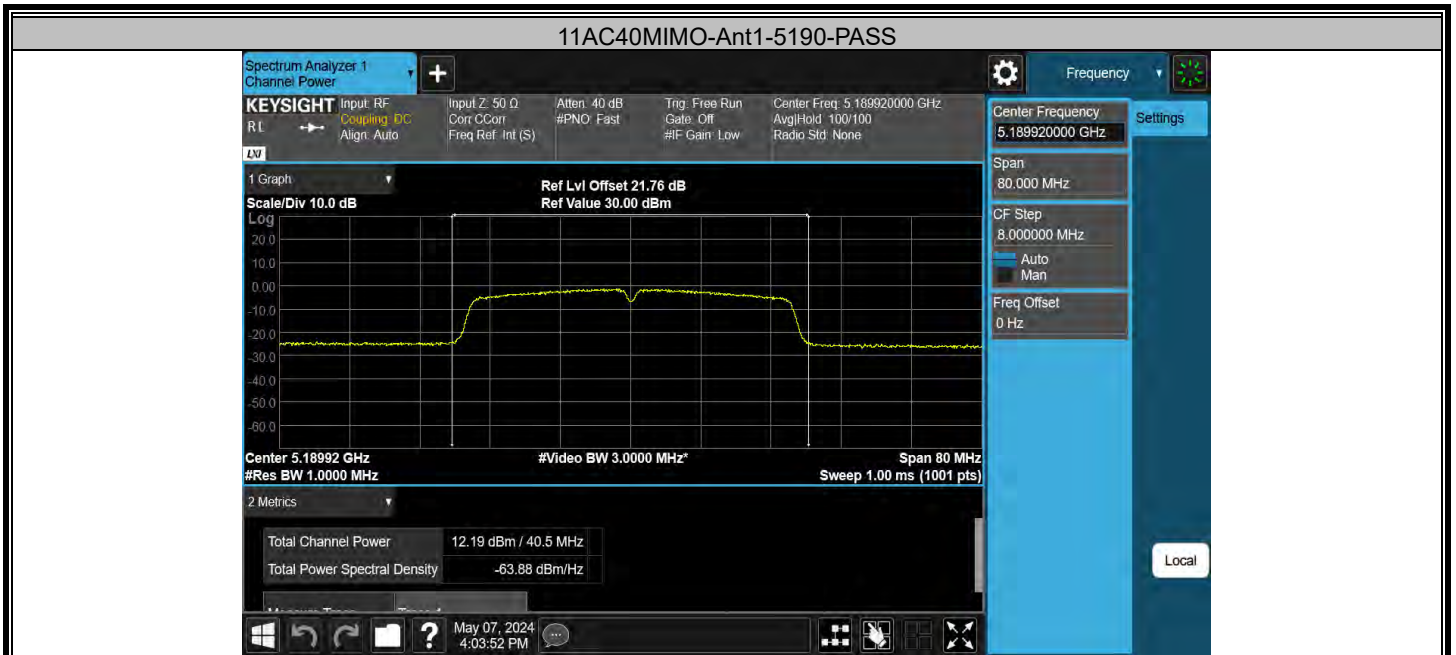 11AC40MIMO-Ant1-5190-PASS
Spectrum Analyzer 1
Channel Power
+
Frequency
KEYSIGHT
RL
LXI
Input: RF
Coupling: DC
Align: Auto
Input Z: 50 Ω
Corr CCorr
Freq Ref: Int (S)
Atten: 40 dB
#PNO: Fast
Trig: Free Run
Gate: Off
#IF Gain: Low
Center Freq: 5.189920000 GHz
Avg|Hold: 100/100
Radio Std: None
1 Graph
Scale/Div 10.0 dB
Ref Lvl Offset 21.76 dB
Ref Value 30.00 dBm
Log
20.0
10.0
0.00
-10.0
-20.0
-30.0
-40.0
-50.0
-60.0
Center 5.18992 GHz
#Video BW 3.0000 MHz*
Span 80 MHz
#Res BW 1.0000 MHz
Sweep 1.00 ms (1001 pts)
2 Metrics
Total Channel Power 12.19 dBm / 40.5 MHz
Total Power Spectral Density -63.88 dBm/Hz
?
May 07, 2024
4:03:52 PM
Center Frequency
5.189920000 GHz
Settings
Span
80.000 MHz
CF Step
8.000000 MHz
Auto
Man
Freq Offset
0 Hz
Local